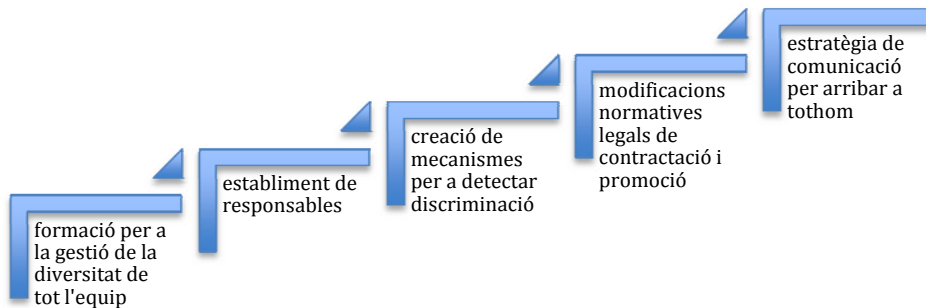 formació per a
la gestió de la
diversitat de
tot l'equip
establiment de
responsables
creació de
mecanismes
per a detectar
discriminació
modificacions
normatives
legals de
contractació i
promoció
estratègia de
comunicació
per arribar a
tothom